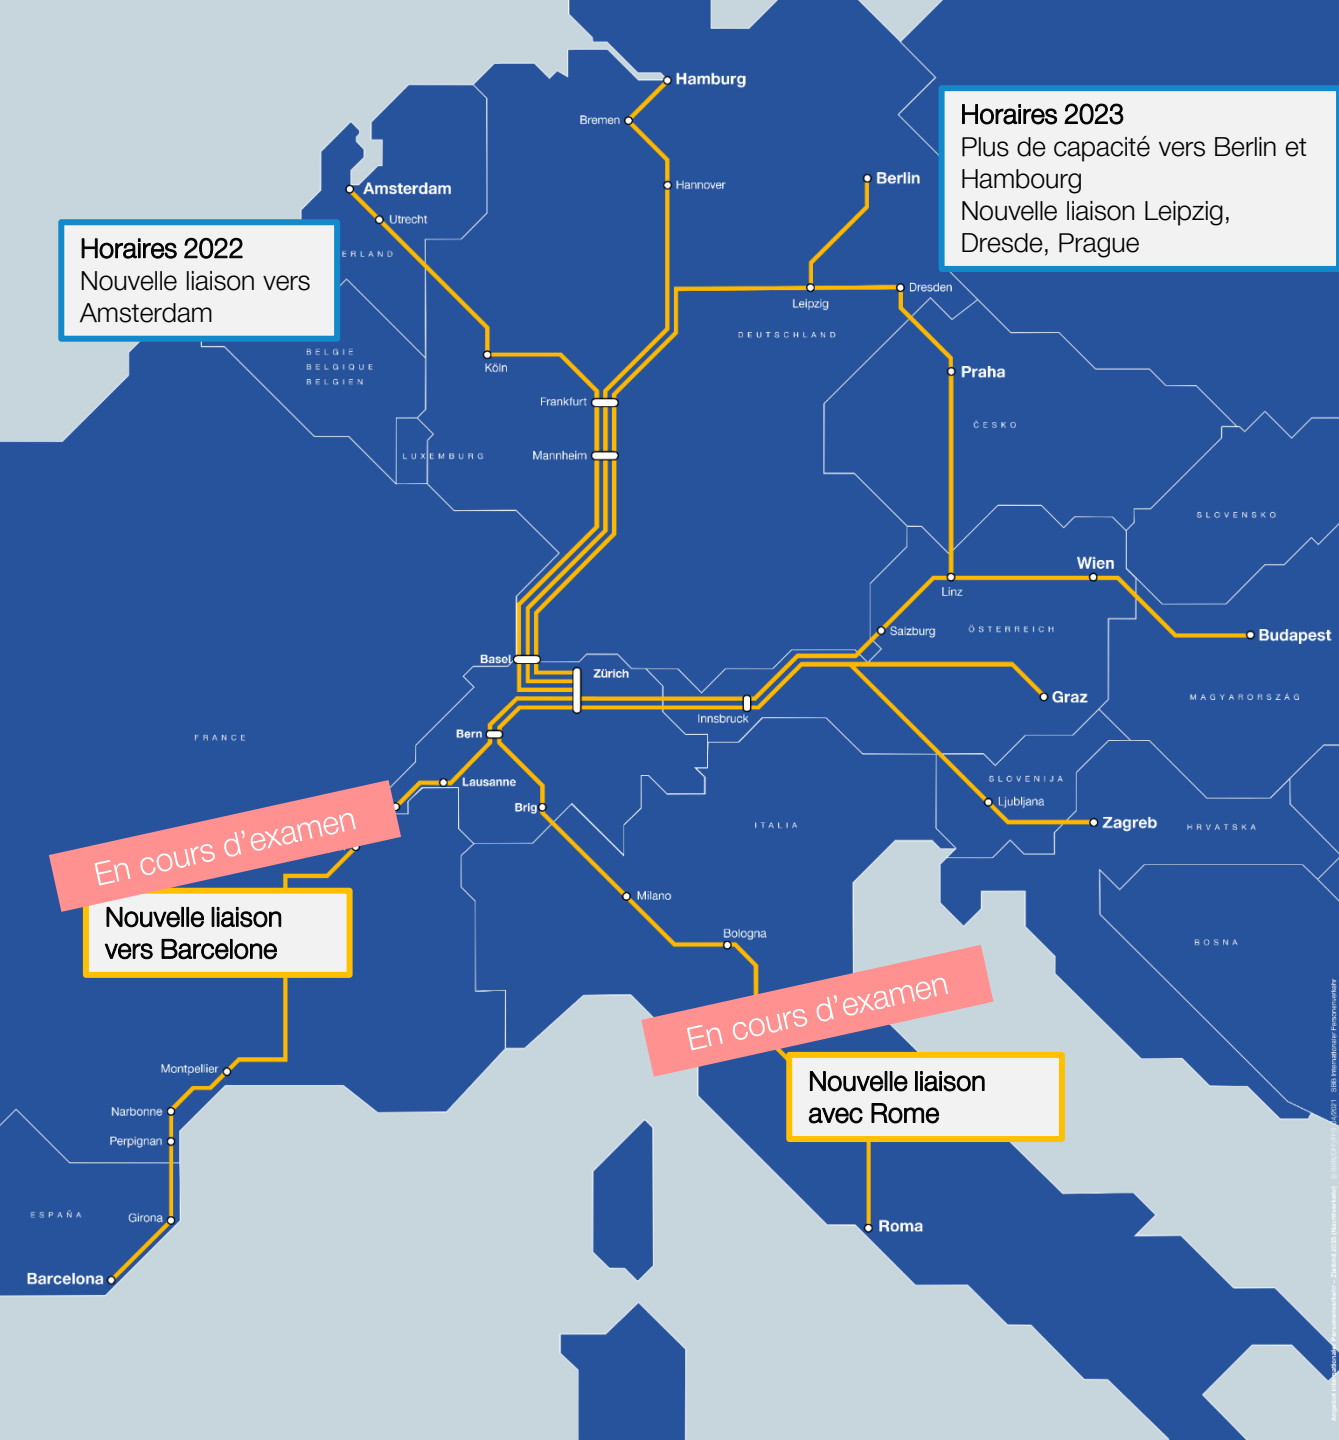 Hamburg
Bremen
Hannover
Berlin
Horaires 2023
Plus de capacité vers Berlin et
Hambourg
Nouvelle liaison Leipzig,
Dresde, Prague
Amsterdam
Utrecht
ERLAND
Horaires 2022
Nouvelle liaison vers
Amsterdam
Leipzig
Dresden
DEUTSCHLAND
BELGIE
BELGIQUE
BELGIEN
Köln
Praha
Frankfurt
ČESKO
Mannheim
LUXEMBURG
SLOVENSKO
Wien
Linz
Salzburg
ÖSTERREICH
Budapest
Basel
Zürich
Innsbruck
Graz
MAGYARORSZÁG
FRANCE
Bern
Lausanne
SLOVENIJA
Ljubljana
Brig
ITALIA
Zagreb
HRVATSKA
En cours d'examen
Nouvelle liaison
vers Barcelone
Milano
Bologna
BOSNA
En cours d'examen
Nouvelle liaison
avec Rome
Montpellier
Narbonne
Perpignan
ESPAÑA
Girona
Barcelona
Roma
SBB Internationaler Personenverkehr